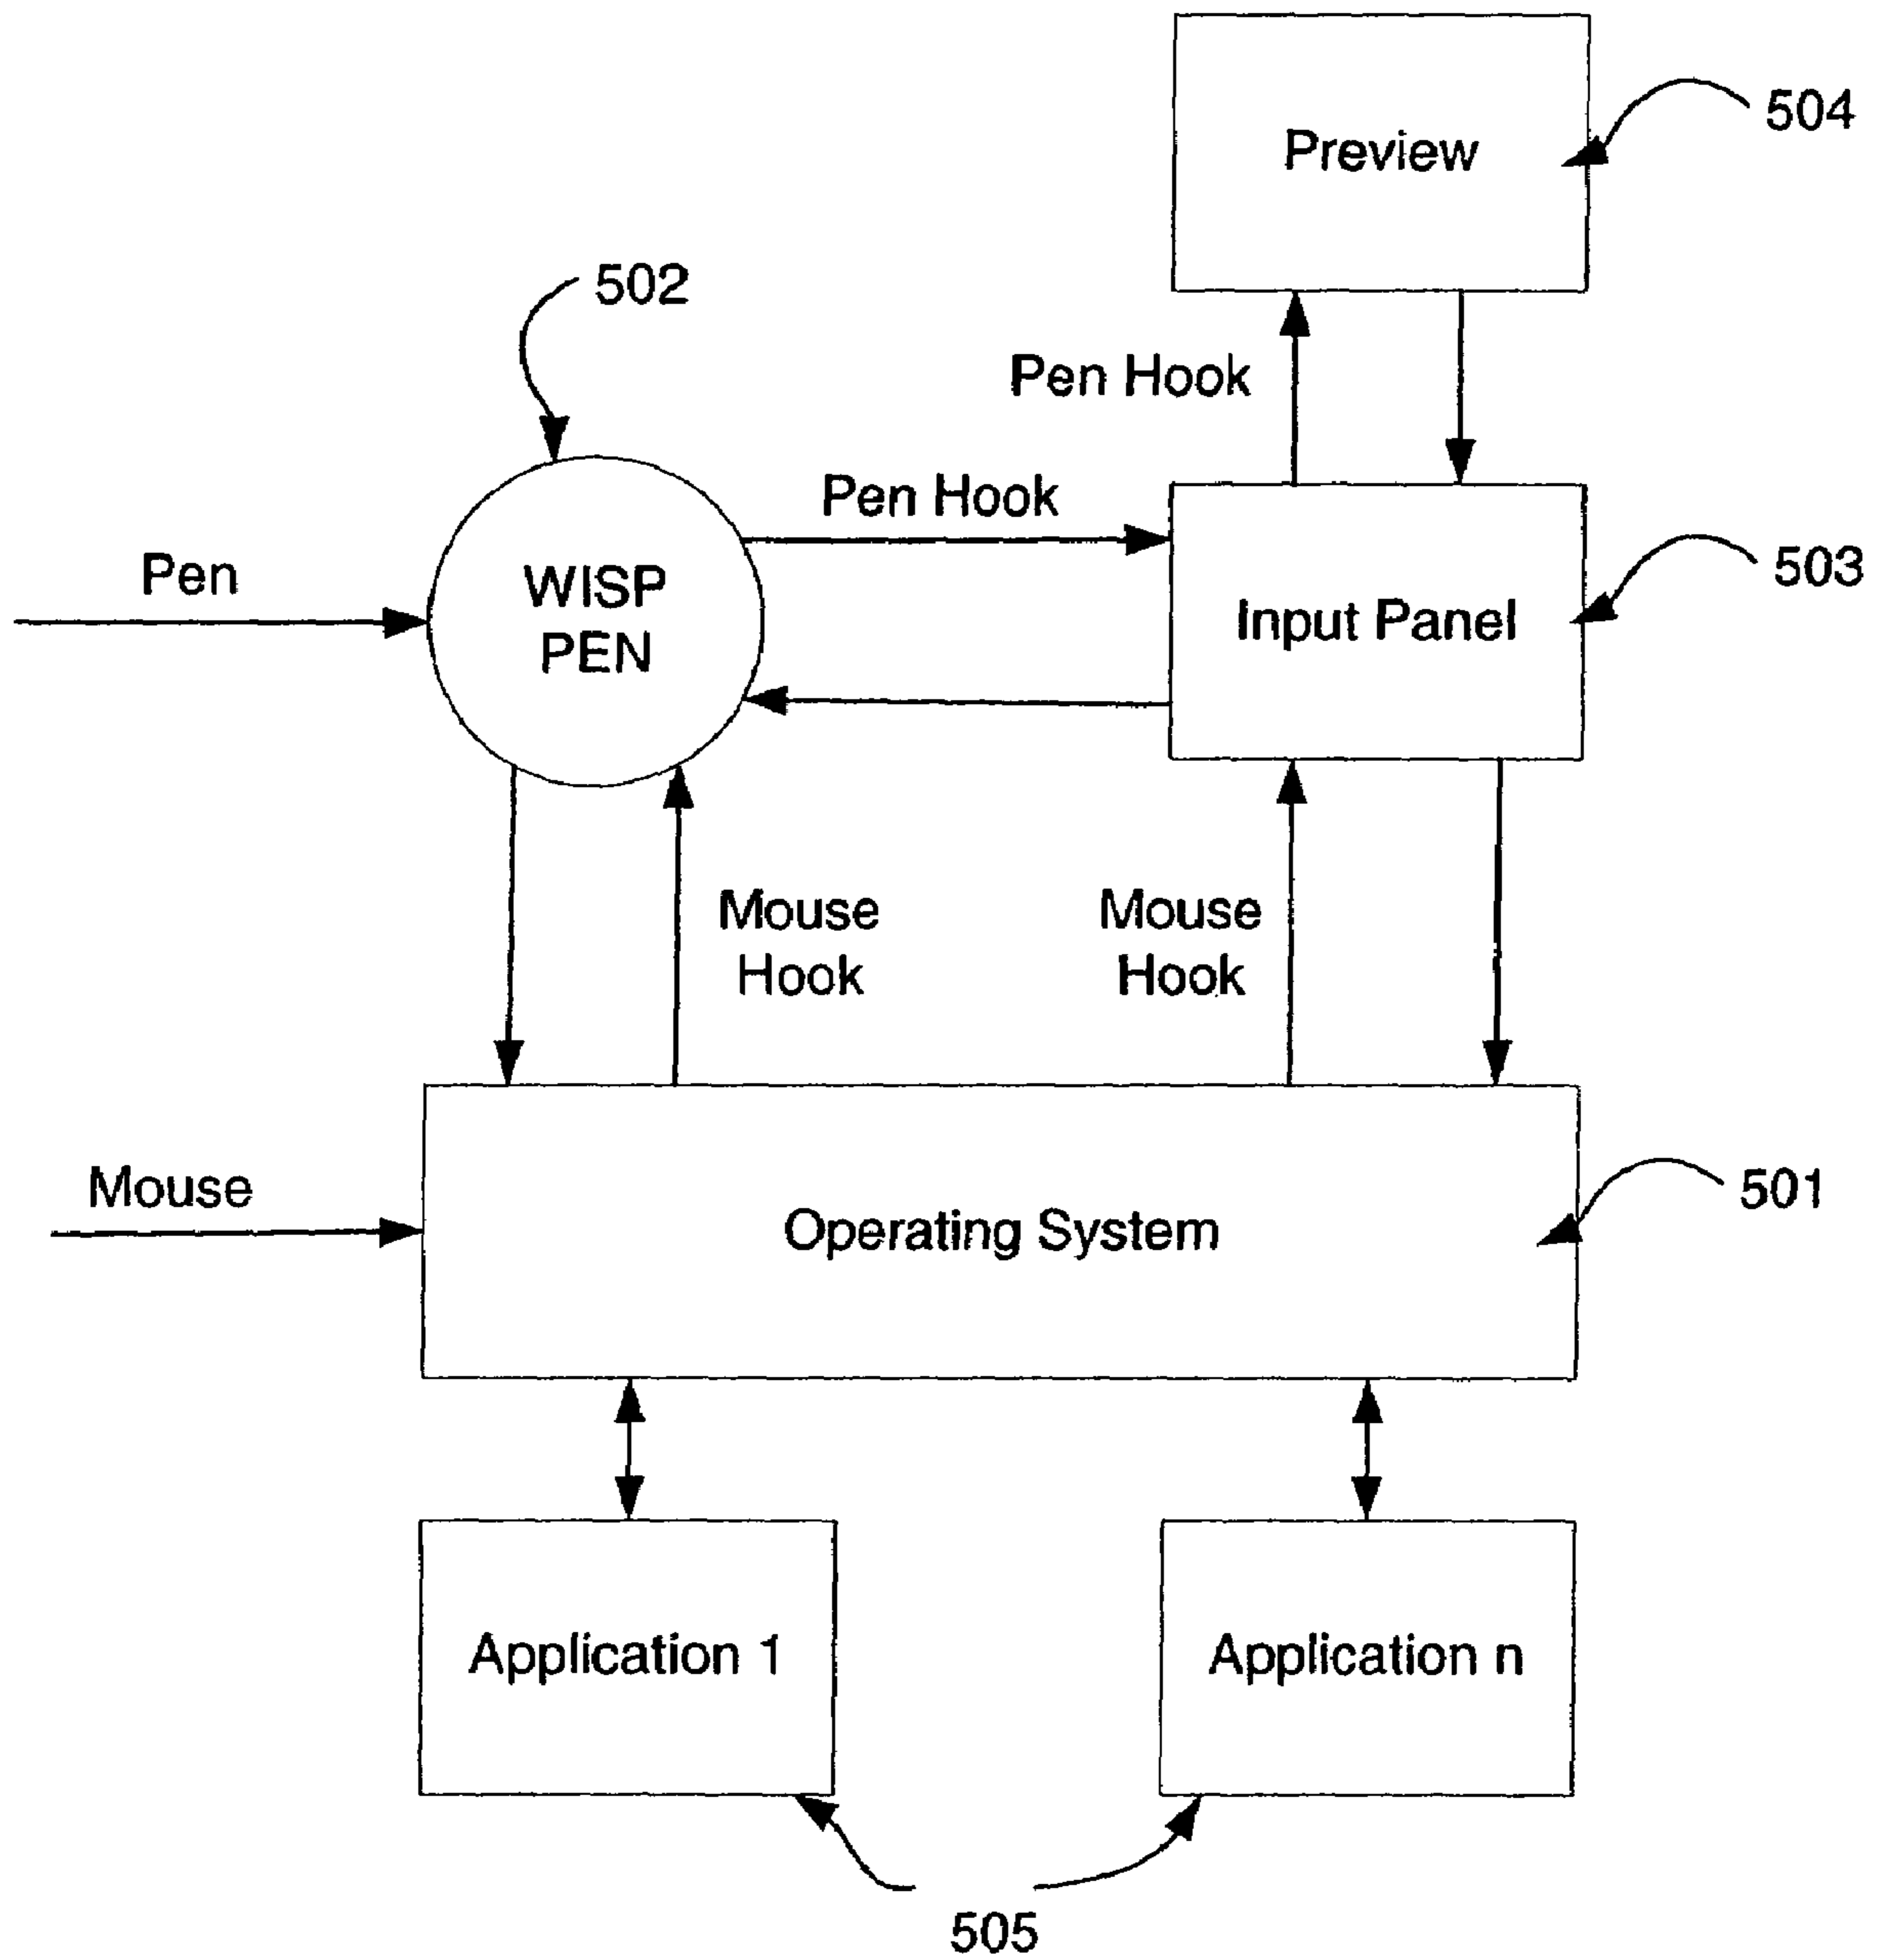 Preview
504
502
Pen Hook
Pen Hook
Pen
WISP
PEN
503
Input Panel
Mouse
Hook
Mouse
Hook
Mouse
501
Operating System
Application 1
Application n
505